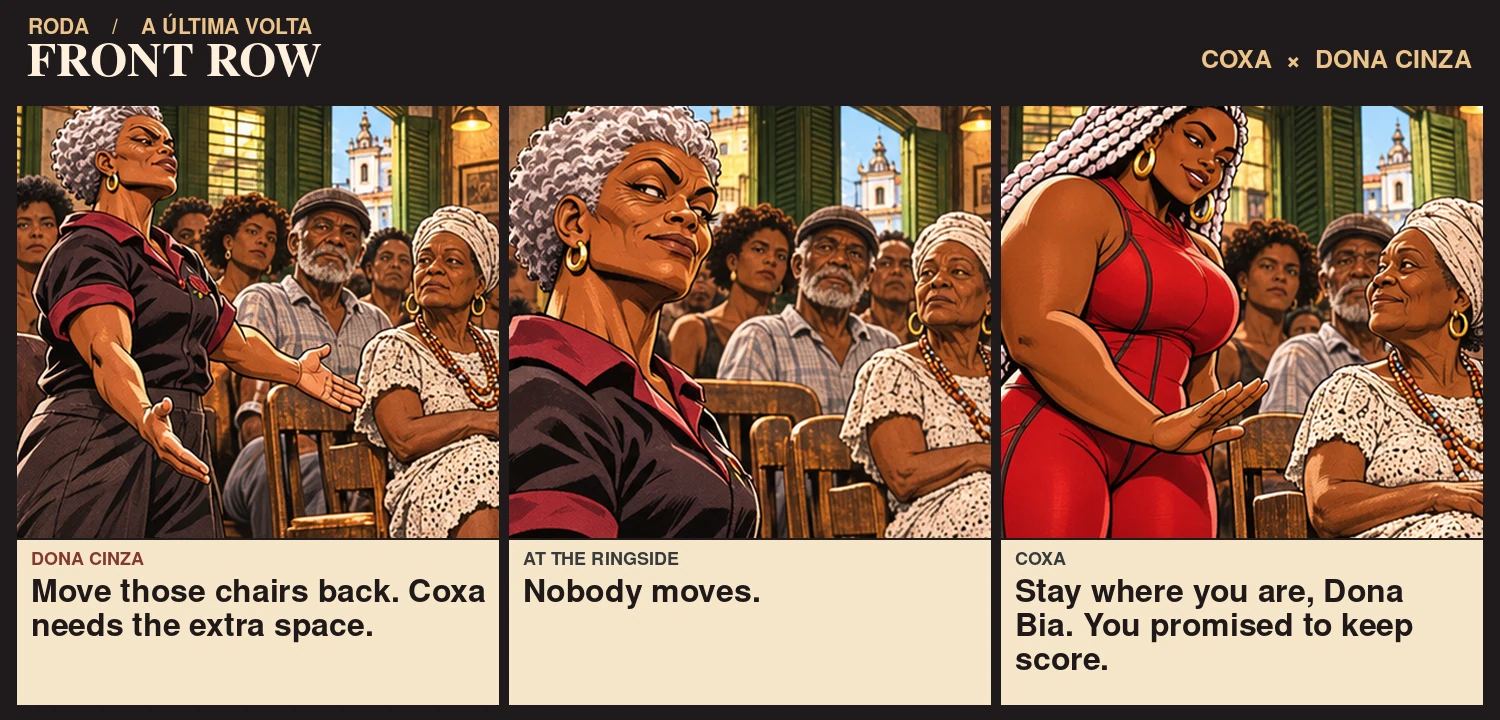 RODA / A ÚLTIMA VOLTA
FRONT ROW
COXA × DONA CINZA
DONA CINZA
Move those chairs back. Coxa
needs the extra space.
AT THE RINGSIDE
Nobody moves.
COXA
Stay where you are, Dona
Bia. You promised to keep
score.